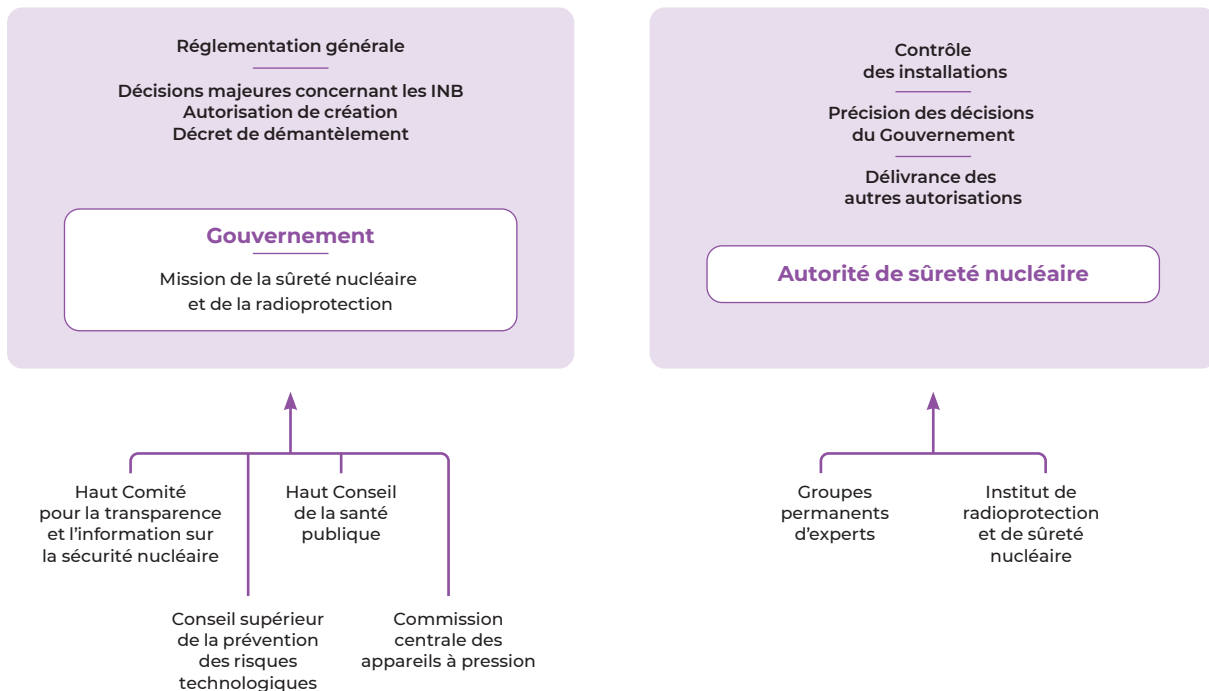 Réglementation générale
Décisions majeures concernant les INB
Autorisation de création
Décret de démantèlement
Gouvernement
Mission de la sûreté nucléaire
et de la radioprotection
Haut Comité
pour la transparence
et l'information sur
la sécurité nucléaire
Haut Conseil
de la santé
publique
Conseil supérieur
de la prévention
des risques
technologiques
Commission
centrale des
appareils à pression
Contrôle
des installations
Précision des décisions
du Gouvernement
Délivrance des
autres autorisations
Autorité de sûreté nucléaire
Groupes
permanents
d'experts
Institut de
radioprotection
et de sûreté
nucléaire